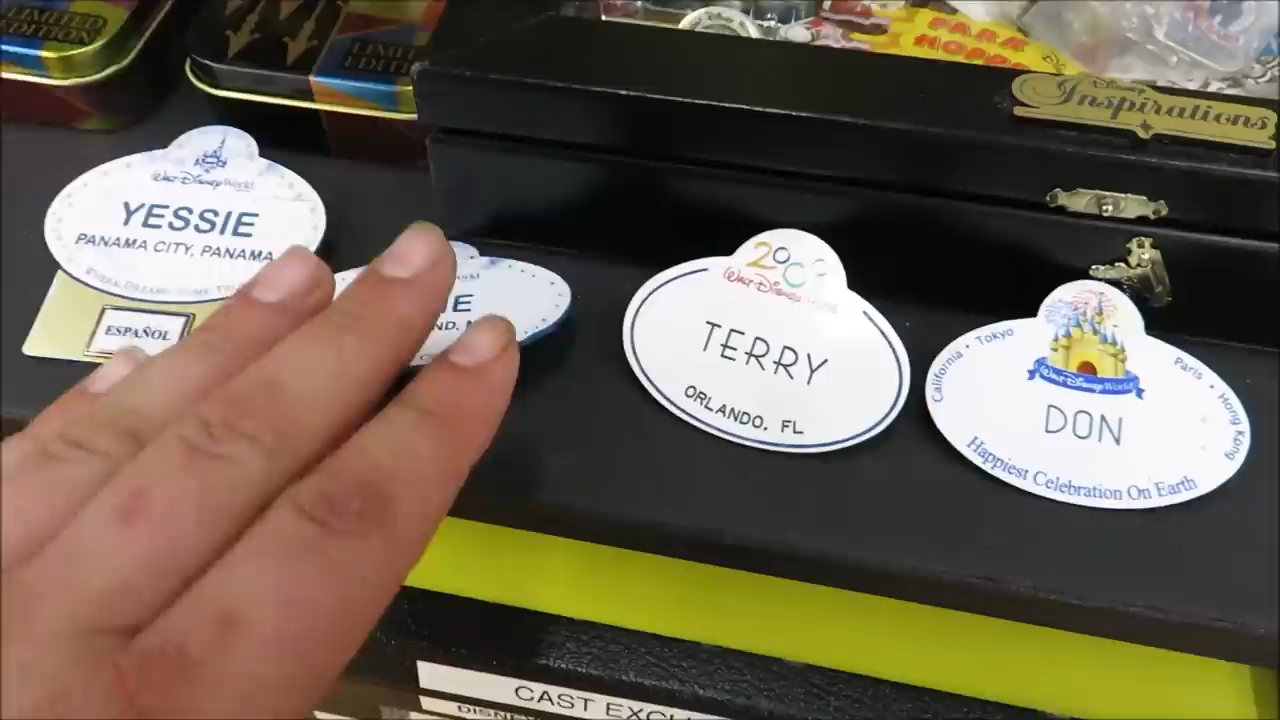 LIMITED
EDITION
LIMITED
EDITION
PARK
HOPPER
Disney
Inspirations
Walt Disney World
YESSIE
PANAMA CITY, PANAMA
ESPAÑOL
2000
Walt Disney World
TERRY
ORLANDO, FL
California • Tokyo
Paris • Hong Kong
Walt Disney World
DON
Happiest Celebration On Earth
CAST